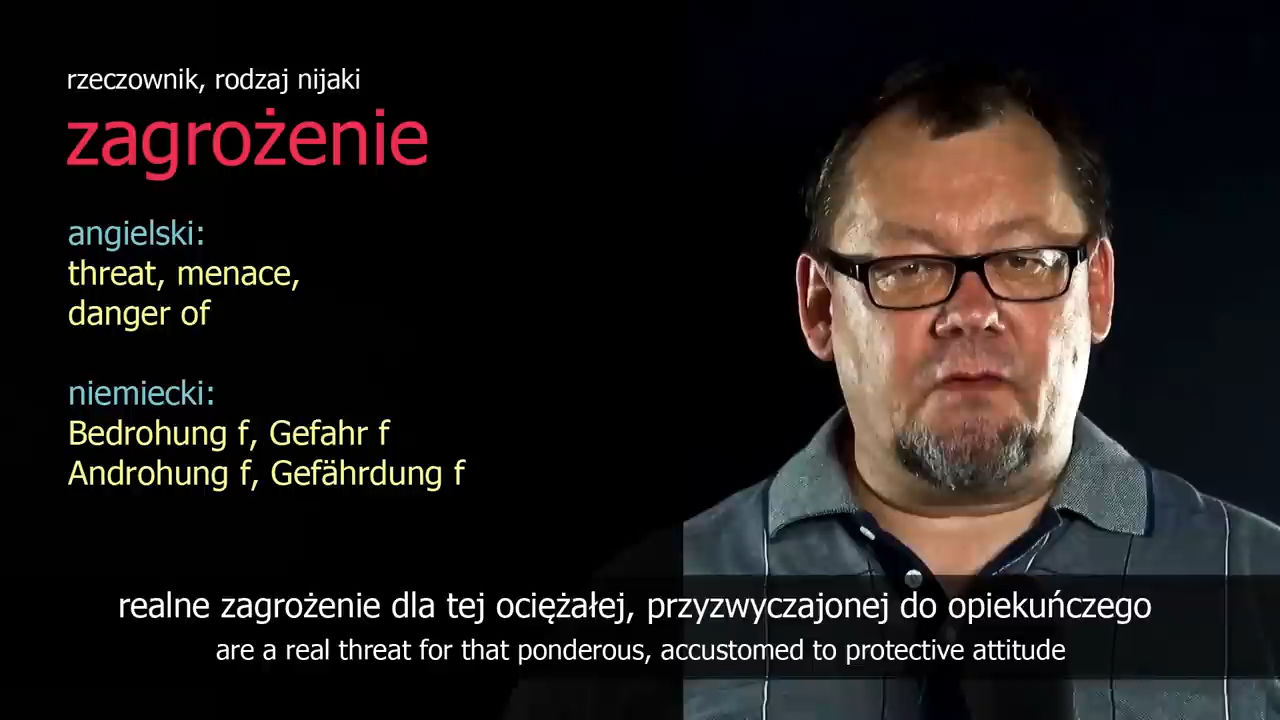 rzeczownik, rodzaj nijaki
zagrożenie
angielski:
threat, menace,
danger of
niemiecki:
Bedrohung f, Gefahr f
Androhung f, Gefährdung f
realne zagrożenie dla tej ociężałej, przyzwyczajonej do opiekuńczego
are a real threat for that ponderous, accustomed to protective attitude